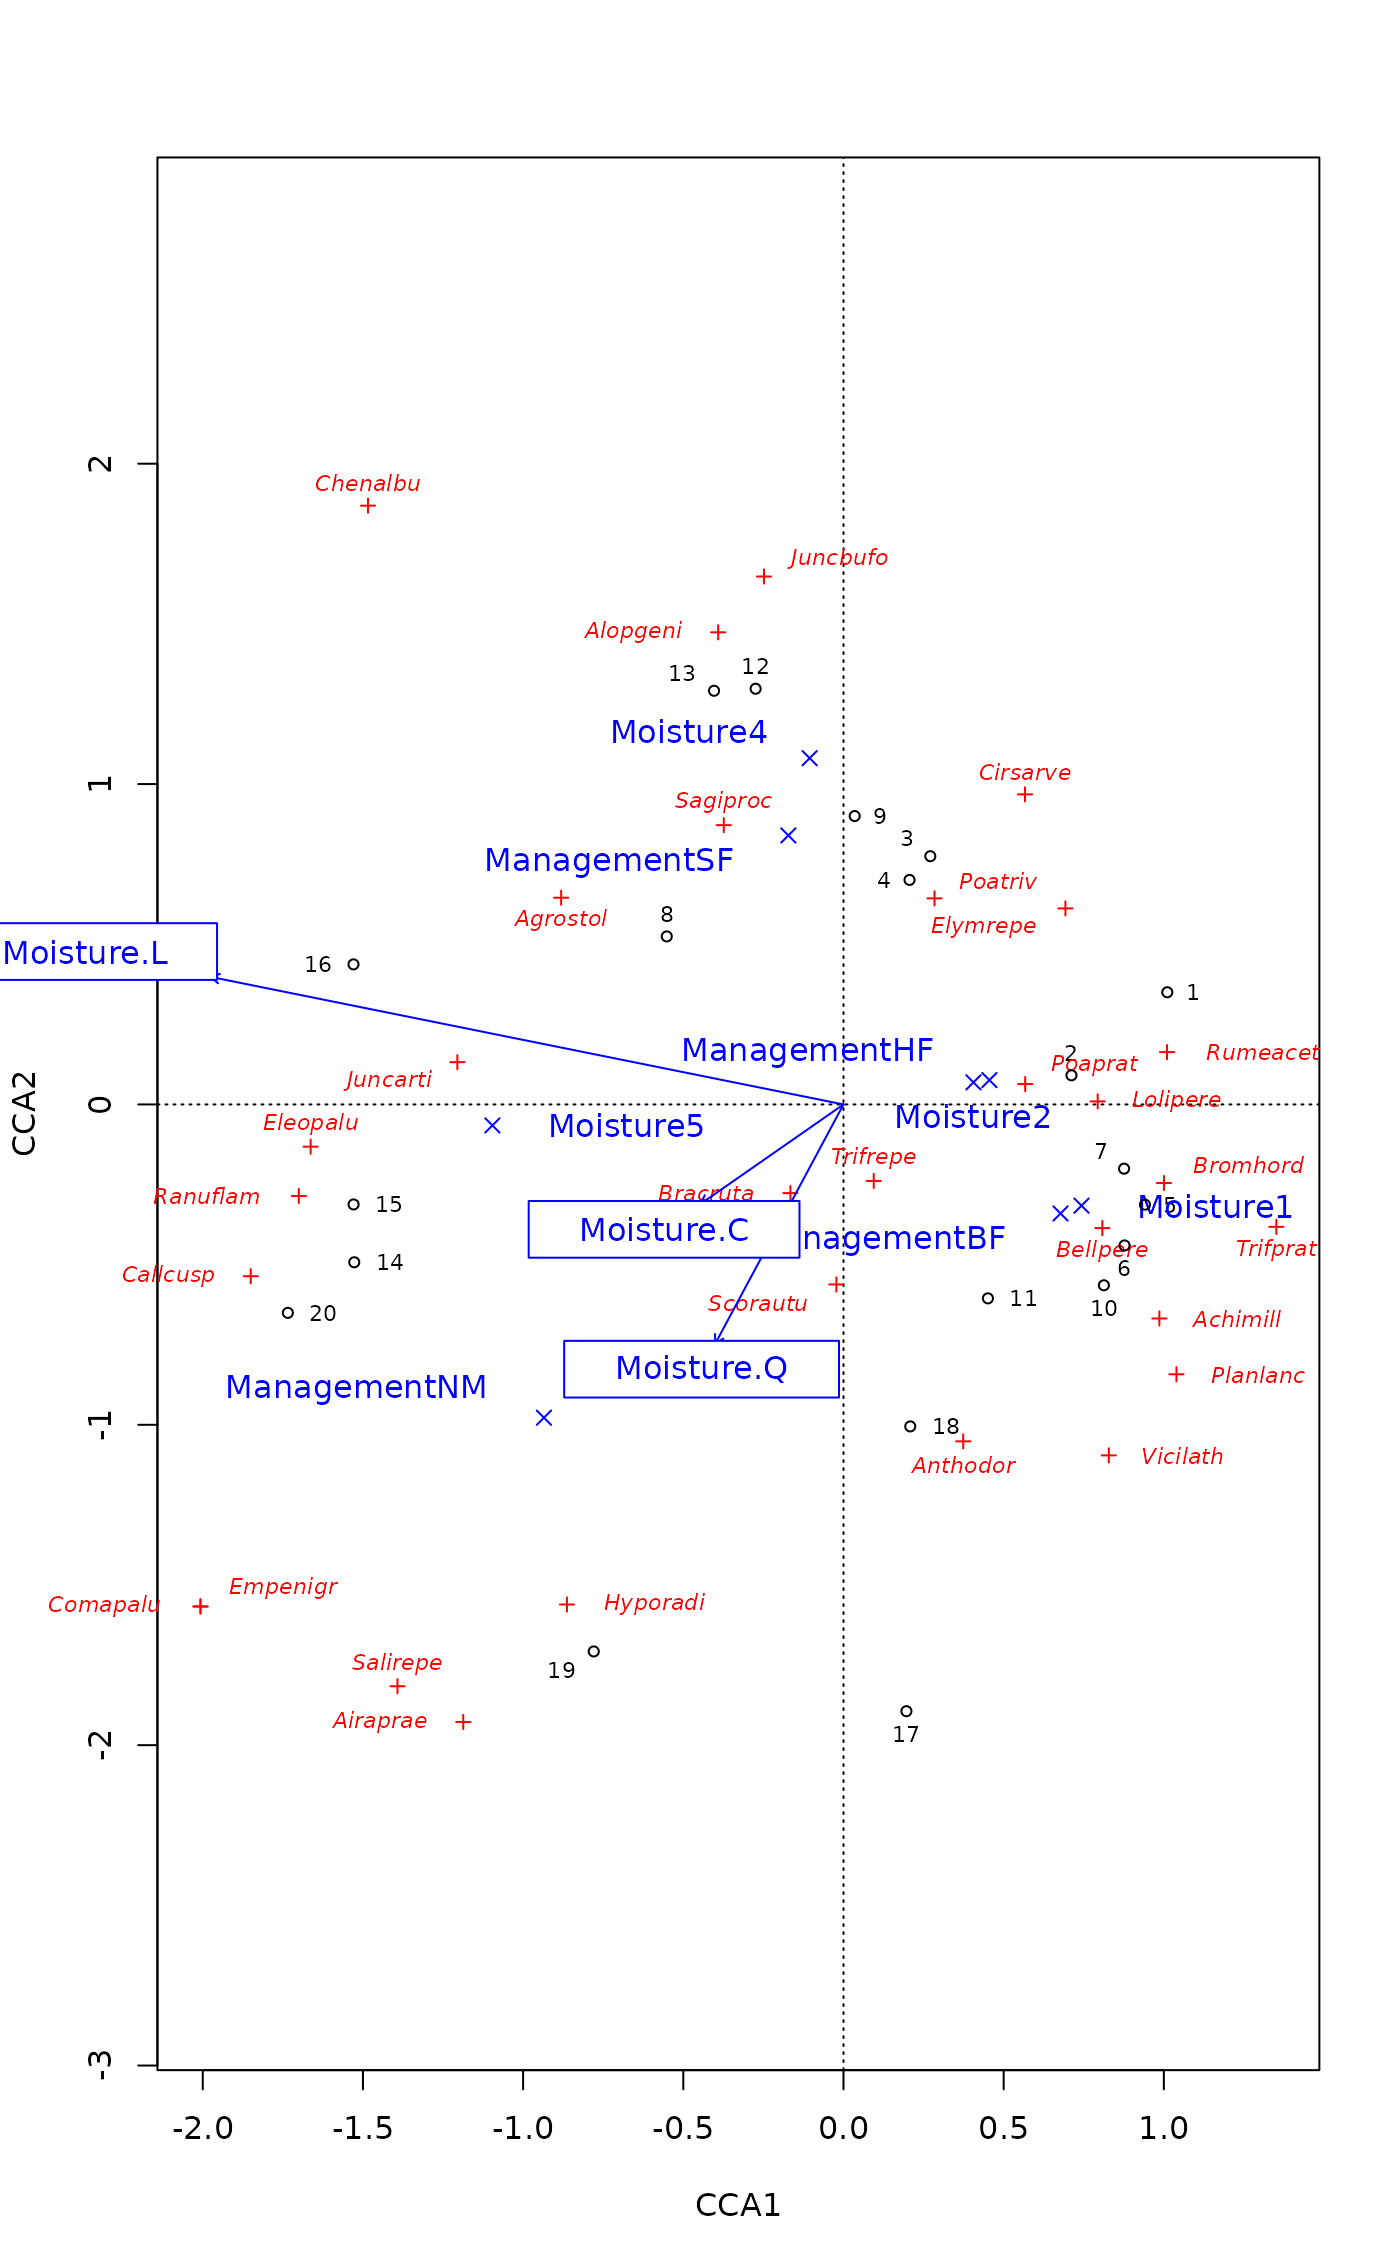 Chenalbu
Juncbufo
Alopgeni
13
12
Moisture4
Cirsarve
Sagiproc
9
3
ManagementSF
4
Poatriv
Agrostol
8
Elymrepe
Moisture.L
16
1
ManagementHF
2
Poaprat
Rumeacet
Juncarti
Lolipere
Eleopalu
Moisture5
Moisture2
7
Trifrepe
Bromhord
Ranuflam
Bracruta
15
5
Moisture1
Moisture.C
nagementBF
Bellpere
Trifprat
14
6
Callcusp
Scorautu
11
10
20
Achimill
Moisture.Q
Planlanc
ManagementNM
18
Anthodor
Vicilath
Empenigr
Comapalu
Hyporadi
Salirepe
19
Airaprae
17
2
1
0
-1
-2
-3
CCA2
-2.0 -1.5 -1.0 -0.5 0.0 0.5 1.0
CCA1